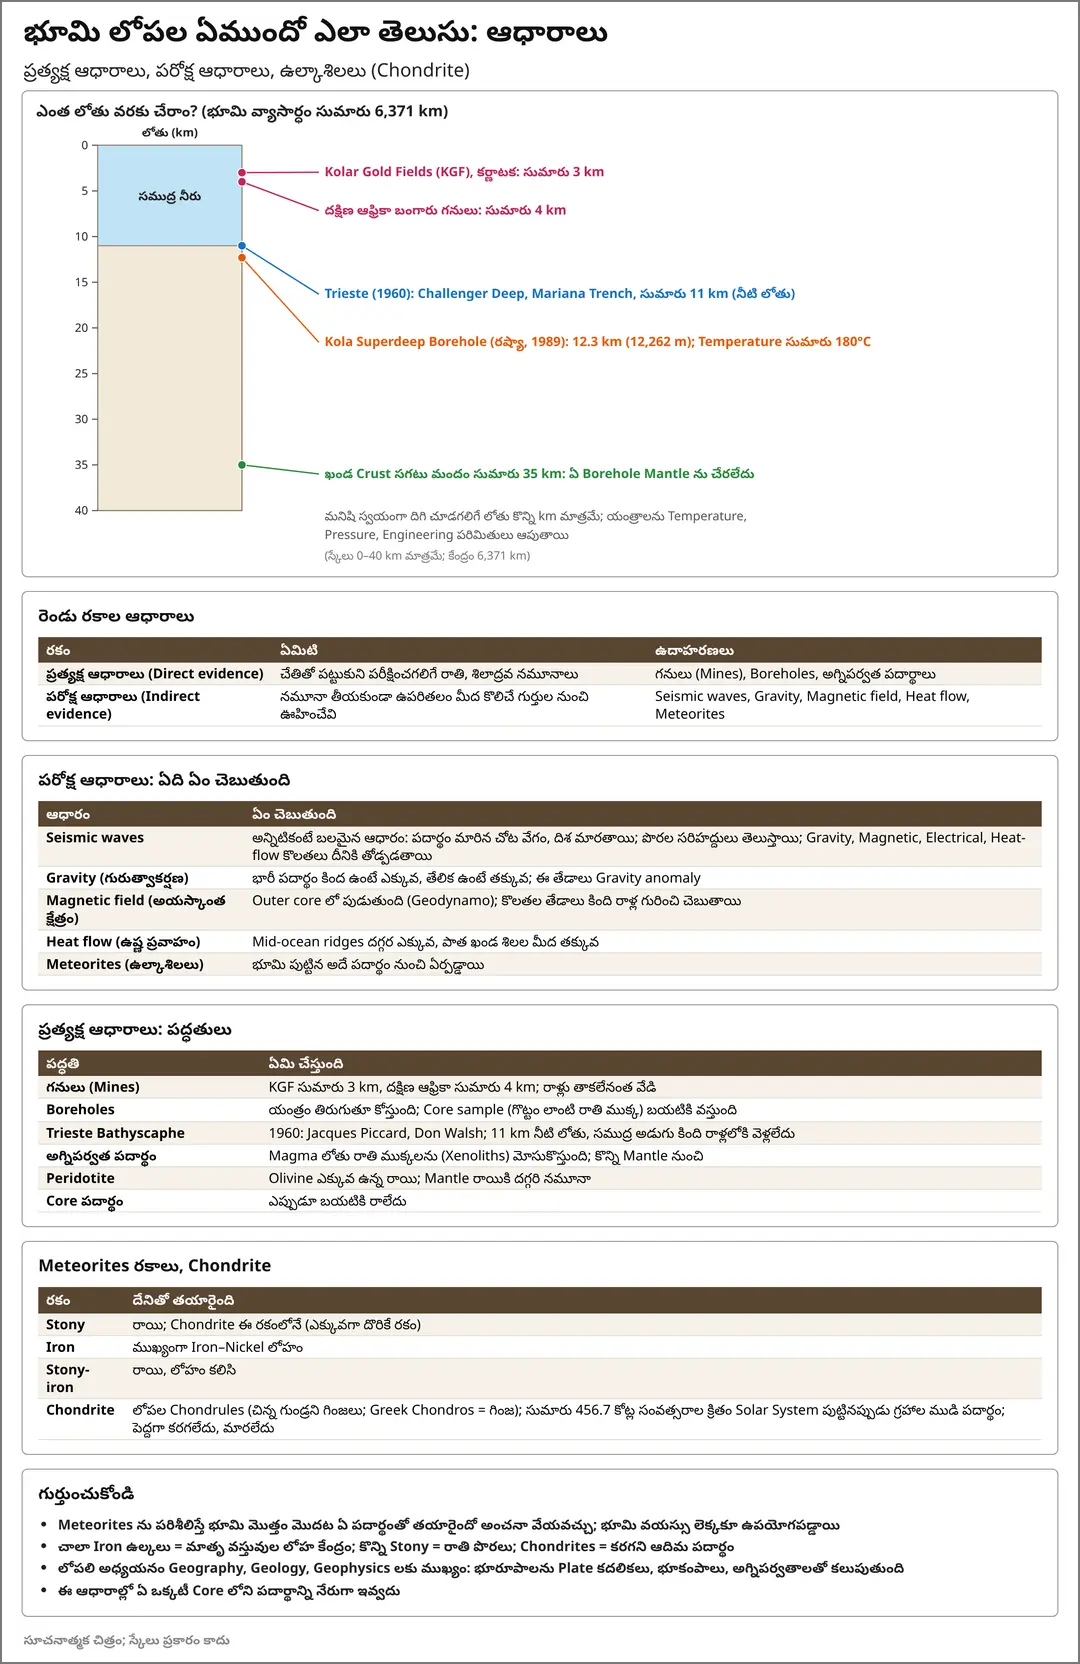 భూమి లోపల ఏముందో ఎలా తెలుసు: ఆధారాలు
ప్రత్యక్ష ఆధారాలు, పరోక్ష ఆధారాలు, ఉల్కాశిలలు (Chondrite)
ఎంత లోతు వరకు చేరాం? (భూమి వ్యాసార్ధం సుమారు 6,371 km)
లోతు (km)
0
5
10
15
20
25
30
35
40
సముద్ర నీరు
Kolar Gold Fields (KGF), కర్ణాటక: సుమారు 3 km
దక్షిణ ఆఫ్రికా బంగారు గనులు: సుమారు 4 km
Trieste (1960): Challenger Deep, Mariana Trench, సుమారు 11 km (నీటి లోతు)
Kola Superdeep Borehole (రష్యా, 1989): 12.3 km (12,262 m); Temperature సుమారు 180°C
ఖండ Crust సగటు మందం సుమారు 35 km: ఏ Borehole Mantle ను చేరలేదు
మనిషి స్వయంగా దిగి చూడగలిగే లోతు కొన్ని km మాత్రమే; యంత్రాలను Temperature,
Pressure, Engineering పరిమితులు ఆపుతాయి
(స్కేలు 0–40 km మాత్రమే; కేంద్రం 6,371 km)
రెండు రకాల ఆధారాలు
రకం ఏమిటి ఉదాహరణలు
ప్రత్యక్ష ఆధారాలు (Direct evidence) చేతితో పట్టుకుని పరీక్షించగలిగే రాతి, శిలాద్రవ నమూనాలు గనులు (Mines), Boreholes, అగ్నిపర్వత పదార్థాలు
పరోక్ష ఆధారాలు (Indirect evidence) నమూనా తీయకుండా ఉపరితలం మీద కొలిచే గుర్తుల నుంచి ఊహించేవి Seismic waves, Gravity, Magnetic field, Heat flow, Meteorites
పరోక్ష ఆధారాలు: ఏది ఏం చెబుతుంది
ఆధారం ఏం చెబుతుంది
Seismic waves అన్నిటికంటే బలమైన ఆధారం: పదార్థం మారిన చోట వేగం, దిశ మారతాయి; పొరల సరిహద్దులు తెలుస్తాయి; Gravity, Magnetic, Electrical, Heat-flow కొలతలు దీనికి తోడ్పడతాయి
Gravity (గురుత్వాకర్షణ) భారీ పదార్థం కింద ఉంటే ఎక్కువ, తేలిక ఉంటే తక్కువ; ఈ తేడాలు Gravity anomaly
Magnetic field (అయస్కాంత క్షేత్రం) Outer core లో పుడుతుంది (Geodynamo); కొలతల తేడాలు కింది రాళ్ల గురించి చెబుతాయి
Heat flow (ఉష్ణ ప్రవాహం) Mid-ocean ridges దగ్గర ఎక్కువ, పాత ఖండ శిలల మీద తక్కువ
Meteorites (ఉల్కాశిలలు) భూమి పుట్టిన అదే పదార్థం నుంచి ఏర్పడ్డాయి
ప్రత్యక్ష ఆధారాలు: పద్ధతులు
పద్ధతి ఏమి చేస్తుంది
గనులు (Mines) KGF సుమారు 3 km, దక్షిణ ఆఫ్రికా సుమారు 4 km; రాళ్లు తాకలేనంత వేడి
Boreholes యంత్రం తిరుగుతూ కోస్తుంది; Core sample (గొట్టం లాంటి రాతి ముక్క) బయటికి వస్తుంది
Trieste Bathyscaphe 1960: Jacques Piccard, Don Walsh; 11 km నీటి లోతు, సముద్ర అడుగు కింది రాళ్లలోకి వెళ్లలేదు
అగ్నిపర్వత పదార్థం Magma లోతు రాతి ముక్కలను (Xenoliths) మోసుకొస్తుంది; కొన్ని Mantle నుంచి
Peridotite Olivine ఎక్కువ ఉన్న రాయి; Mantle రాయికి దగ్గరి నమూనా
Core పదార్థం ఎప్పుడూ బయటికి రాలేదు
Meteorites రకాలు, Chondrite
రకం దేనితో తయారైంది
Stony రాయి; Chondrite ఈ రకంలోనే (ఎక్కువగా దొరికే రకం)
Iron ముఖ్యంగా Iron–Nickel లోహం
Stony-iron రాయి, లోహం కలిసి
Chondrite లోపల Chondrules (చిన్న గుండ్రని గింజలు; Greek Chondros = గింజ); సుమారు 456.7 కోట్ల సంవత్సరాల క్రితం Solar System పుట్టినప్పుడు గ్రహాల ముడి పదార్థం; పెద్దగా కరగలేదు, మారలేదు
గుర్తుంచుకోండి
• Meteorites ను పరిశీలిస్తే భూమి మొత్తం మొదట ఏ పదార్థంతో తయారైందో అంచనా వేయవచ్చు; భూమి వయస్సు లెక్కకూ ఉపయోగపడ్డాయి
• చాలా Iron ఉల్కలు = మాతృ వస్తువుల లోహ కేంద్రం; కొన్ని Stony = రాతి పొరలు; Chondrites = కరగని ఆదిమ పదార్థం
• లోపలి అధ్యయనం Geography, Geology, Geophysics లకు ముఖ్యం: భూరూపాలను Plate కదలికలు, భూకంపాలు, అగ్నిపర్వతాలతో కలుపుతుంది
• ఈ ఆధారాల్లో ఏ ఒక్కటీ Core లోని పదార్థాన్ని నేరుగా ఇవ్వదు
సూచనాత్మక చిత్రం; స్కేలు ప్రకారం కాదు